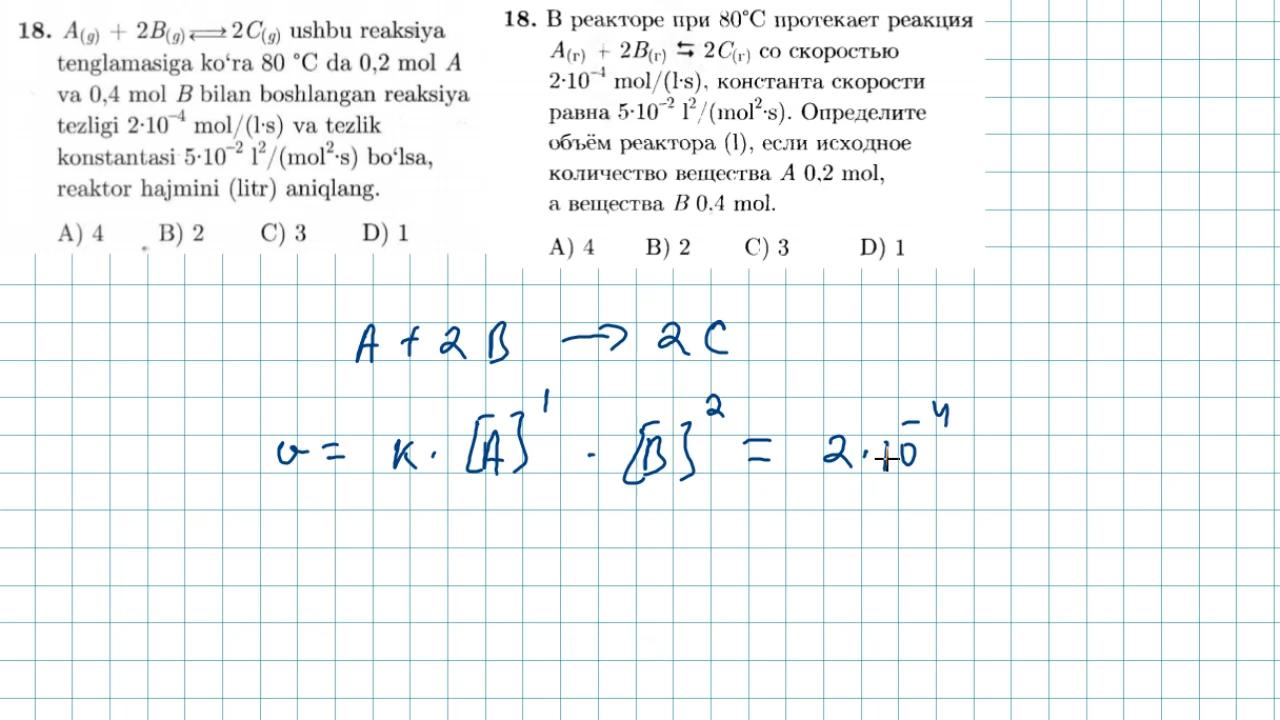 18. A(g) + 2B(g) ⇌ 2C(g) ushbu reaksiya
tenglamasiga ko‘ra 80 °C da 0,2 mol A
va 0,4 mol B bilan boshlangan reaksiya
tezligi 2·10⁻⁴ mol/(l·s) va tezlik
konstantasi 5·10⁻² l²/(mol²·s) bo‘lsa,
reaktor hajmini (litr) aniqlang.
A) 4 B) 2 C) 3 D) 1
18. В реакторе при 80°C протекает реакция
A(г) + 2B(г) ⇆ 2C(г) со скоростью
2·10⁻⁴ mol/(l·s), константа скорости
равна 5·10⁻² l²/(mol²·s). Определите
объём реактора (l), если исходное
количество вещества A 0,2 mol,
а вещества B 0.4 mol.
A) 4 B) 2 C) 3 D) 1
A + 2B → 2C
v = k · [A]¹ · [B]² = 2·10⁻⁴